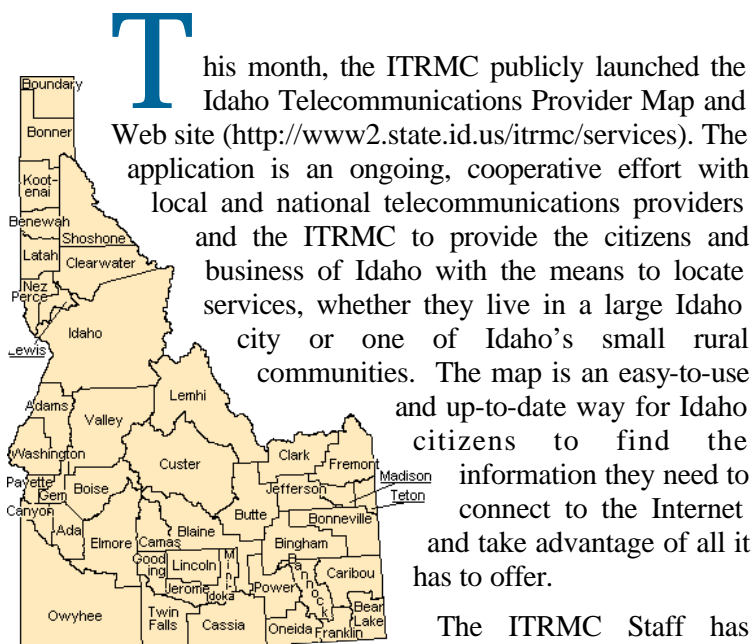 This month, the ITRMC publicly launched the
Idaho Telecommunications Provider Map and
Web site (http://www2.state.id.us/itrmc/services). The
application is an ongoing, cooperative effort with
local and national telecommunications providers
and the ITRMC to provide the citizens and
business of Idaho with the means to locate
services, whether they live in a large Idaho
city or one of Idaho's small rural
communities. The map is an easy-to-use
and up-to-date way for Idaho
citizens to find the
information they need to
connect to the Internet
and take advantage of all it
has to offer.
The ITRMC Staff has
Boundary
Bonner
Koot-
enai
Benewah
Shoshone
Latah
Clearwater
Nez
Perce
Lewis
Idaho
Lemhi
Adams
Valley
Washington
Custer
Clark
Fremont
Payette
Gem
Boise
Jefferson
Madison
Teton
Canyon
Ada
Elmore
Camas
Blaine
Butte
Bonneville
Bingham
Good
ing
Lincoln
Mini-
doka
Jerome
Power
Bannock
Caribou
Owyhee
Twin
Falls
Cassia
Oneida
Franklin
Bear
Lake